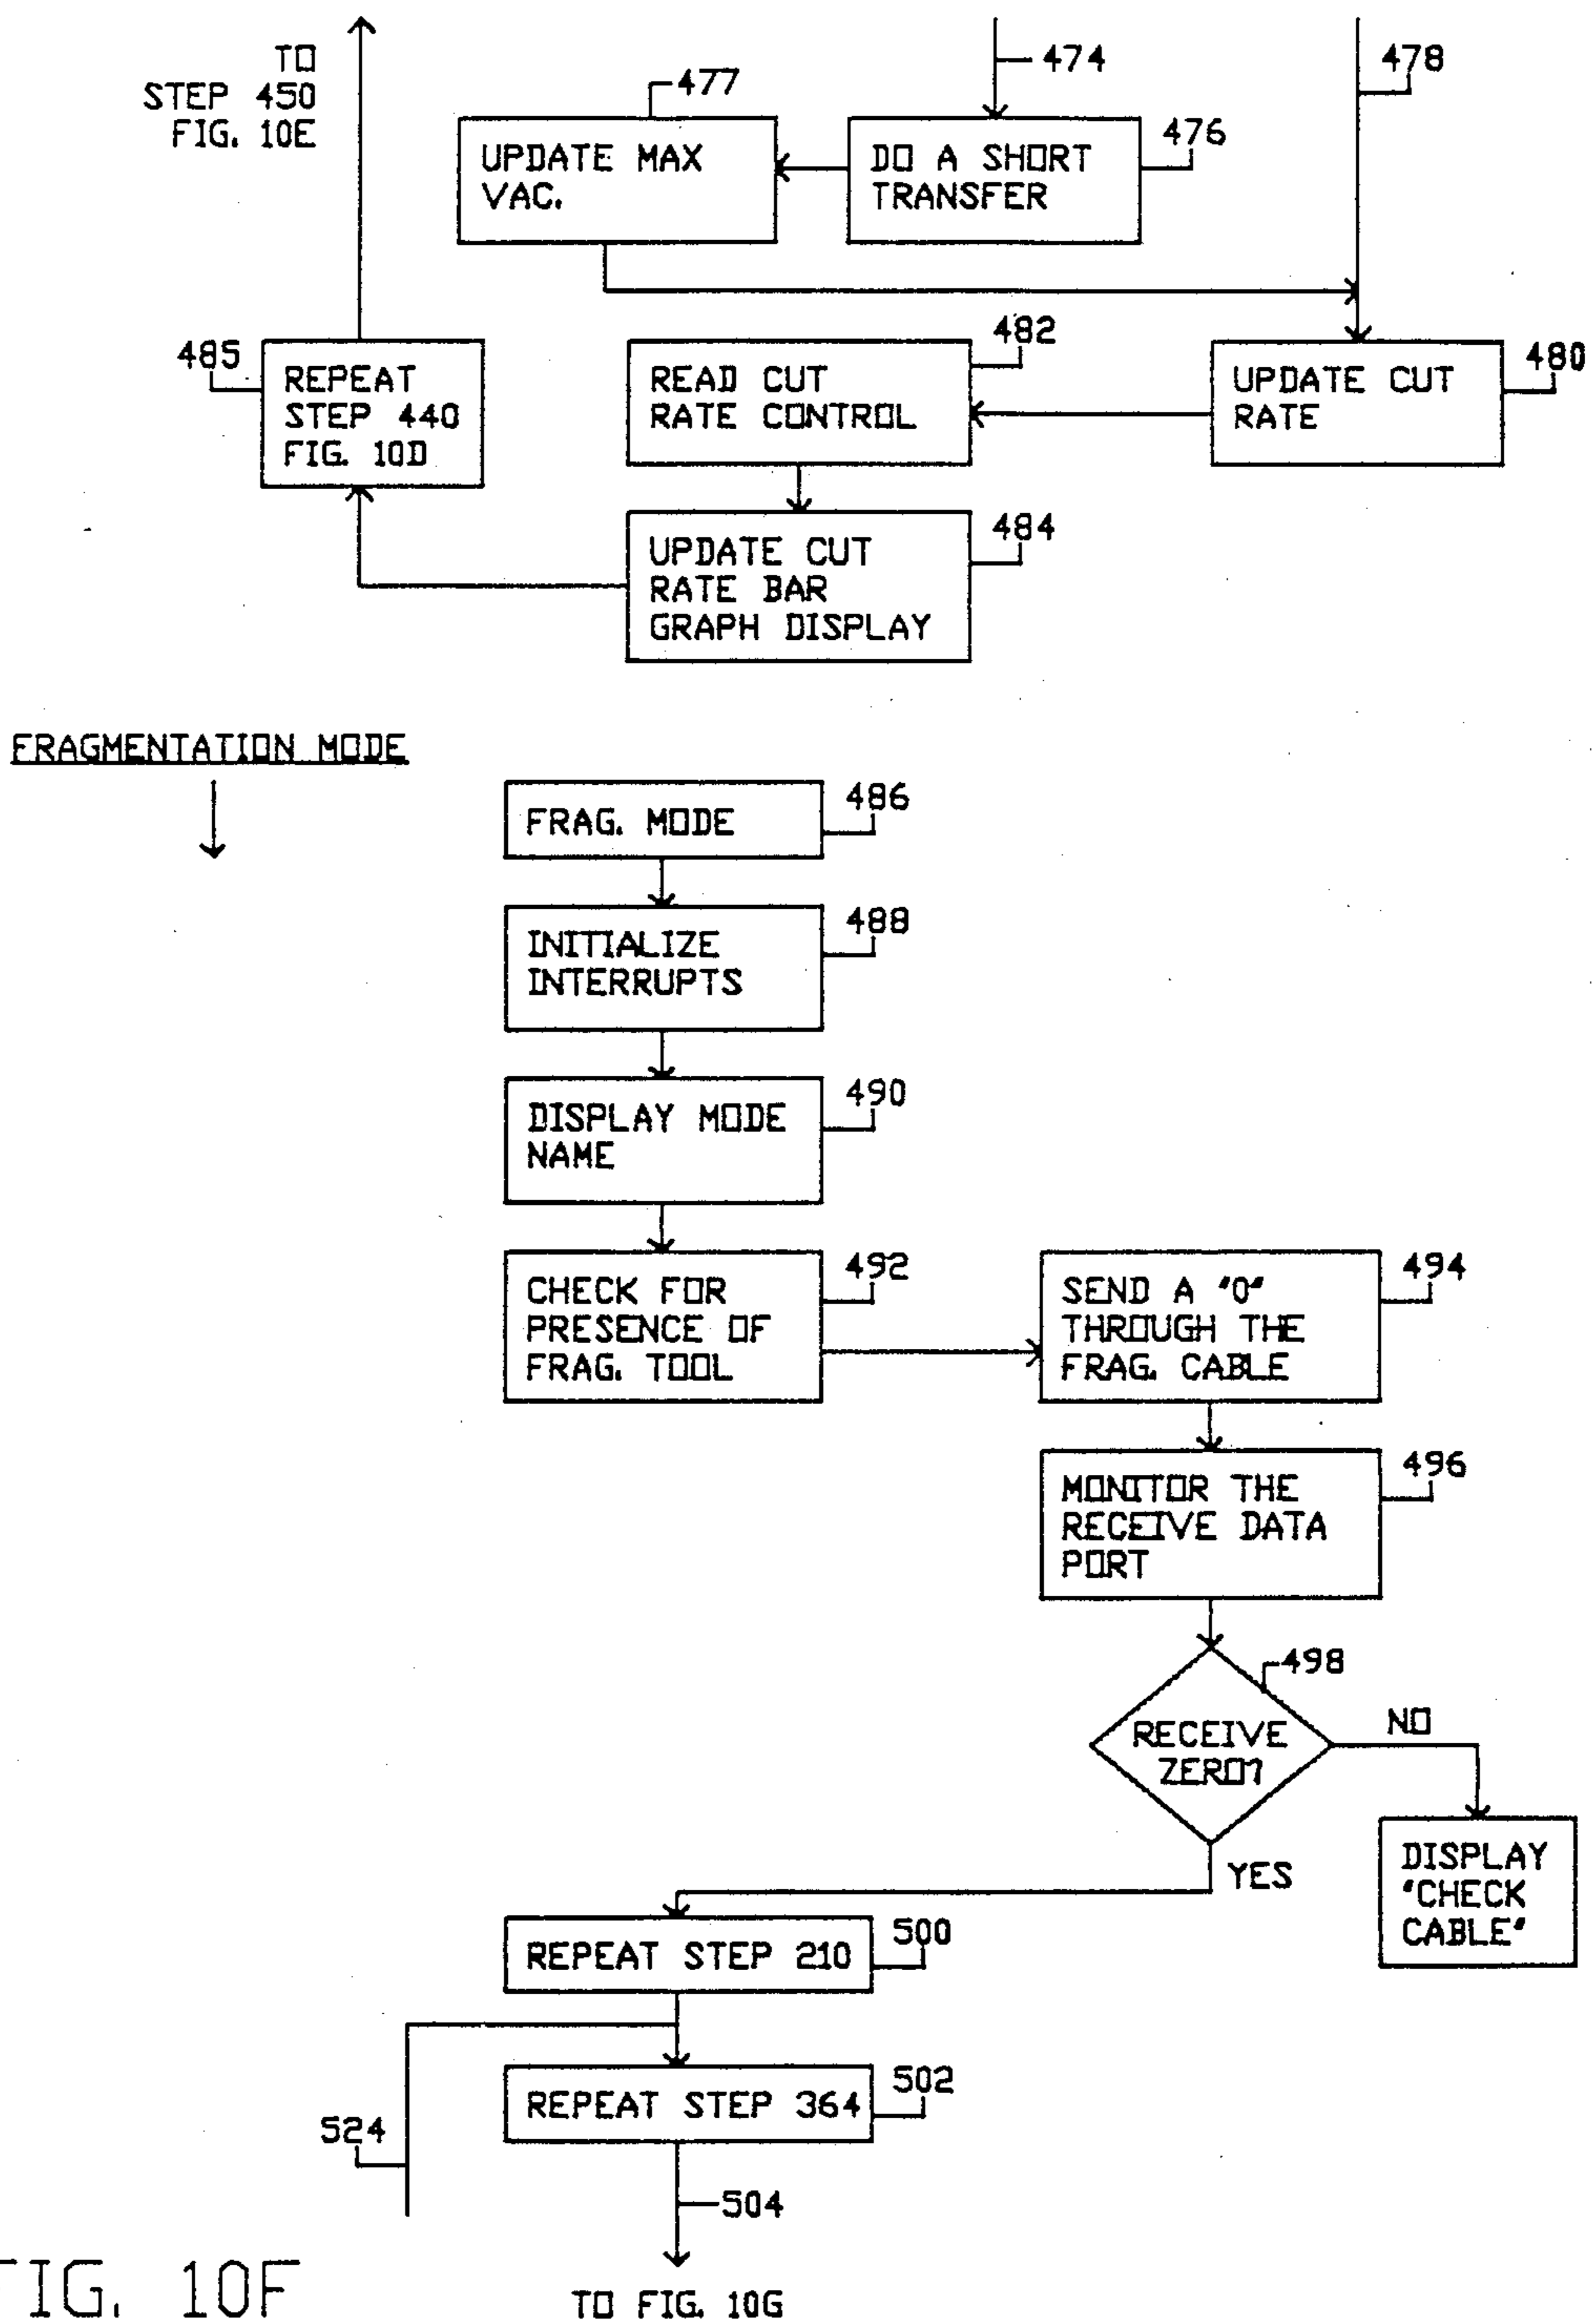 TO
STEP 450
FIG. 10E
474
478
477
UPDATE MAX
VAC.
476
DO A SHORT
TRANSFER
485
REPEAT
STEP 440
FIG. 10D
482
READ CUT
RATE CONTROL
480
UPDATE CUT
RATE
484
UPDATE CUT
RATE BAR
GRAPH DISPLAY
FRAGMENTATION MODE
486
FRAG. MODE
488
INITIALIZE
INTERRUPTS
490
DISPLAY MODE
NAME
492
CHECK FOR
PRESENCE OF
FRAG. TOOL
494
SEND A "0"
THROUGH THE
FRAG. CABLE
496
MONITOR THE
RECEIVE DATA
PORT
498
RECEIVE
ZERO?
NO
DISPLAY
"CHECK
CABLE"
YES
500
REPEAT STEP 210
502
REPEAT STEP 364
524
504
FIG. 10F
TO FIG. 10G